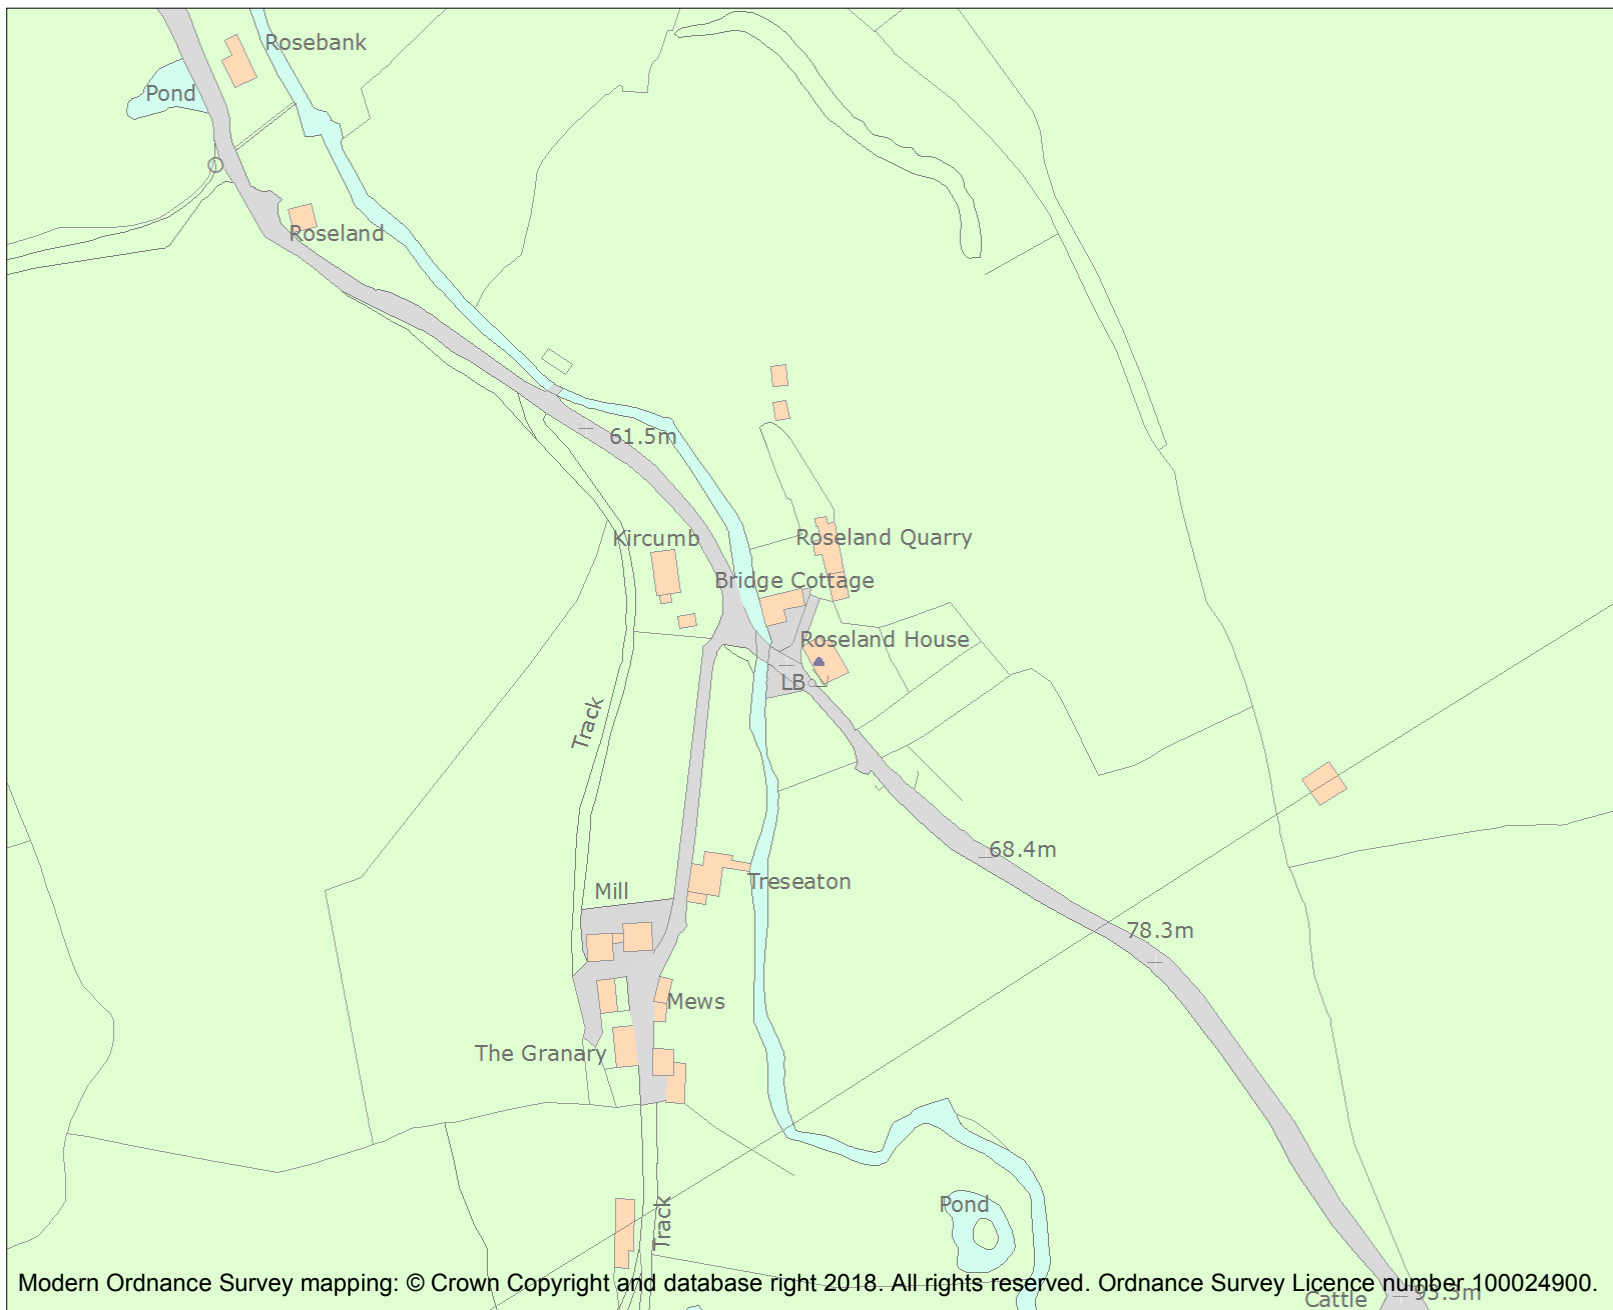 Rosebank
Pond
Roseland
61.5m
Kircumb
Roseland Quarry
Bridge Cottage
Roseland House
LB
Track
68.4m
Treseaton
Mill
78.3m
Mews
The Granary
Pond
Track
Modern Ordnance Survey mapping: © Crown Copyright and database right 2018. All rights reserved. Ordnance Survey Licence number 100024900.
Cattle